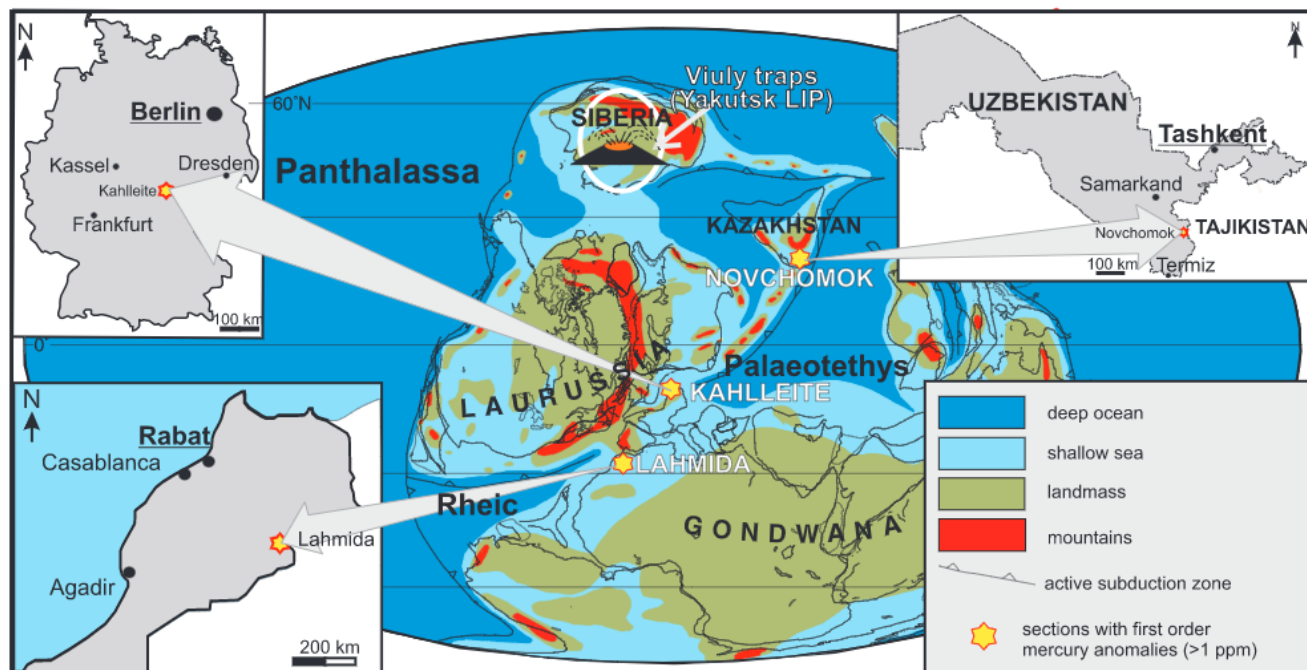 N
Berlin
Kassel
Dresden
Kahlleite
Frankfurt
100 km
60°N
Viuly traps
(Yakutsk LIP)
SIBERIA
Panthalassa
KAZAKHSTAN
NOVCHOMOK
0°
LAURUSSIA
Palaeotethys
KAHLLEITE
LAHMIDA
Rheic
GONDWANA
N
UZBEKISTAN
Tashkent
Samarkand
Novchomok
TAJIKISTAN
100 km
Termiz
N
Rabat
Casablanca
Lahmida
Agadir
200 km
deep ocean
shallow sea
landmass
mountains
active subduction zone
sections with first order
mercury anomalies (>1 ppm)